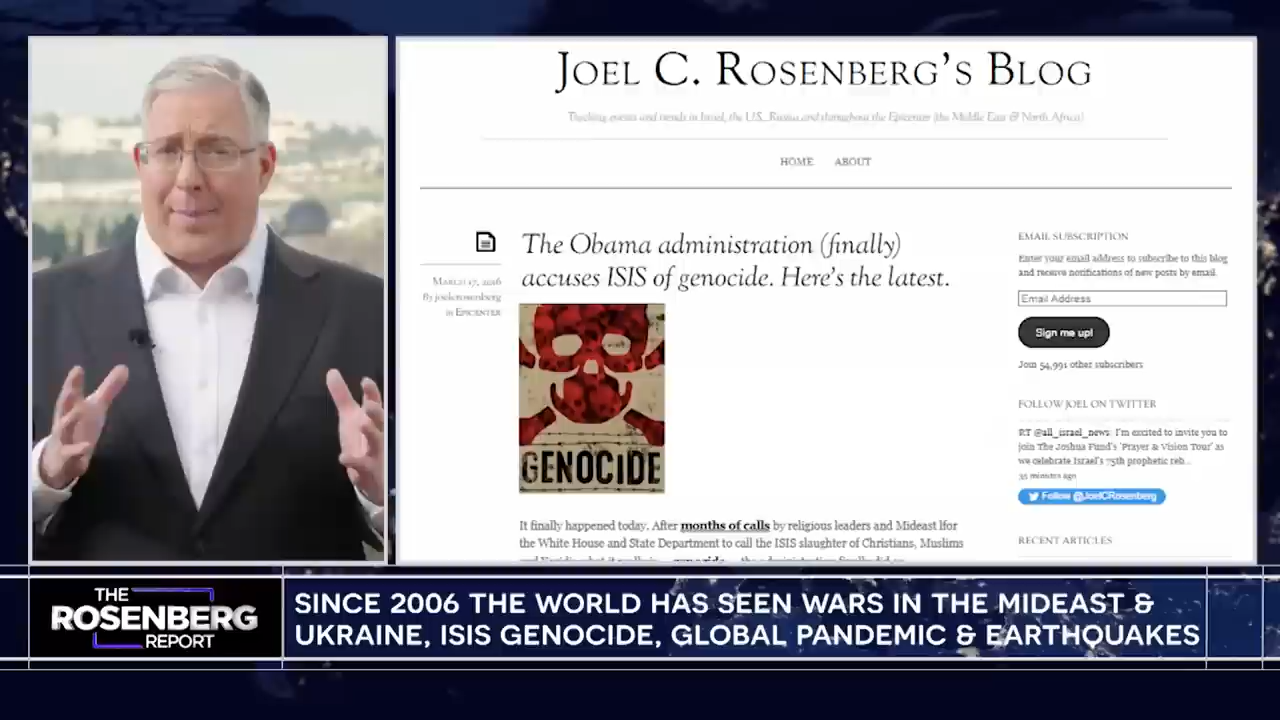 JOEL C. ROSENBERG'S BLOG
Tracking events and trends in Israel, the U.S., Russia and throughout the Epicenter (the Middle East & North Africa)
HOME ABOUT
MARCH 17, 2016
By joelcrosenberg
in EPICENTER
The Obama administration (finally)
accuses ISIS of genocide. Here's the latest.
GENOCIDE
It finally happened today. After months of calls by religious leaders and Mideast
the White House and State Department to call the ISIS slaughter of Christians, Muslims
EMAIL SUBSCRIPTION
Enter your email address to subscribe to this blog
and receive notifications of new posts by email.
Email Address
Sign me up!
Join 54,991 other subscribers
FOLLOW JOEL ON TWITTER
RT @all_israel_news: I'm excited to invite you to
join The Joshua Fund's 'Prayer & Vision Tour' as
we celebrate Israel's 75th prophetic reb...
35 minutes ago
Follow @JoelCRosenberg
RECENT ARTICLES
THE
ROSENBERG
REPORT
SINCE 2006 THE WORLD HAS SEEN WARS IN THE MIDEAST &
UKRAINE, ISIS GENOCIDE, GLOBAL PANDEMIC & EARTHQUAKES